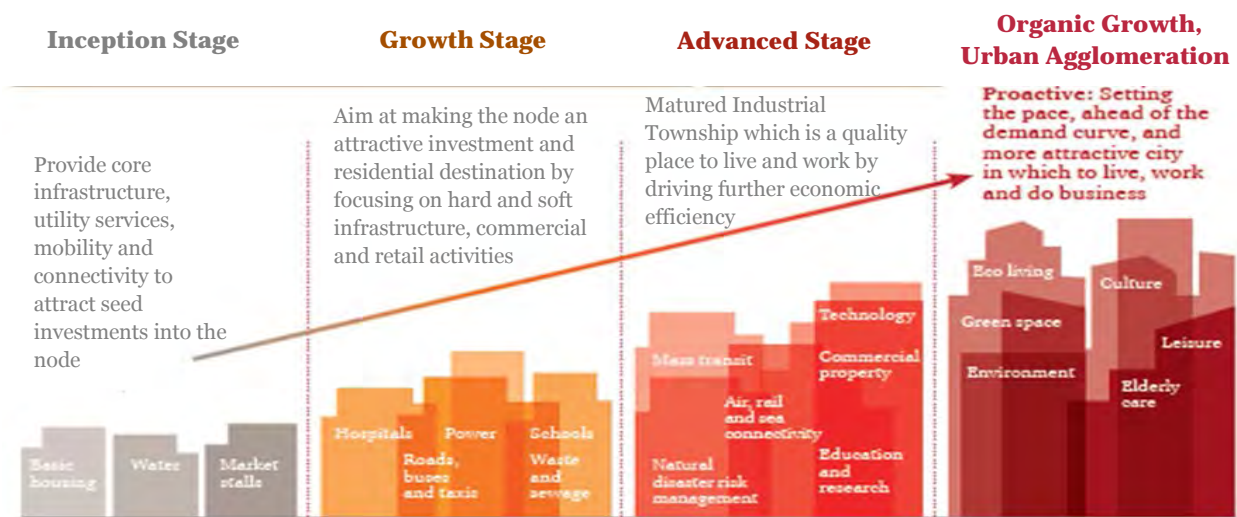 Inception Stage
Provide core
infrastructure,
utility services,
mobility and
connectivity to
attract seed
investments into the
node
Basic
housing
Water
Market
stalls
Growth Stage
Aim at making the node an
attractive investment and
residential destination by
focusing on hard and soft
infrastructure, commercial
and retail activities
Hospitals
Power
Schools
Roads,
buses
and taxis
Waste
and
sewage
Advanced Stage
Matured Industrial
Township which is a quality
place to live and work by
driving further economic
efficiency
Technology
Mass transit
Commercial
property
Air, rail
and sea
connectivity
Natural
disaster risk
management
Education
and
research
Organic Growth,
Urban Agglomeration
Proactive: Setting
the pace, ahead of the
demand curve, and
more attractive city
in which to live, work
and do business
Eco living
Culture
Green space
Leisure
Environment
Elderly
care